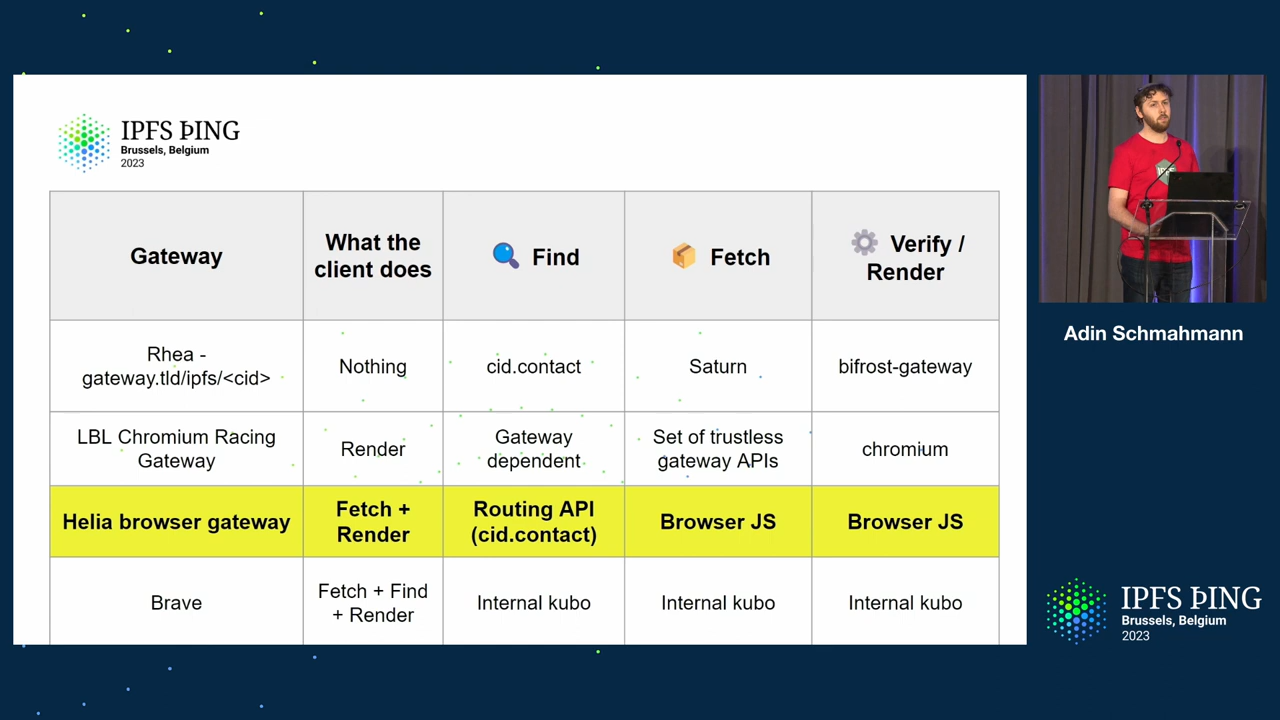 IPFS ÞING
Brussels, Belgium
2023
Gateway
What the
client does
Find
Fetch
Verify /
Render
Rhea -
gateway.tld/ipfs/<cid>
Nothing
cid.contact
Saturn
bifrost-gateway
LBL Chromium Racing
Gateway
Render
Gateway
dependent
Set of trustless
gateway APIs
chromium
Helia browser gateway
Fetch +
Render
Routing API
(cid.contact)
Browser JS
Browser JS
Brave
Fetch + Find
+ Render
Internal kubo
Internal kubo
Internal kubo
IPFS
Adin Schmahmann
IPFS ÞING
Brussels, Belgium
2023